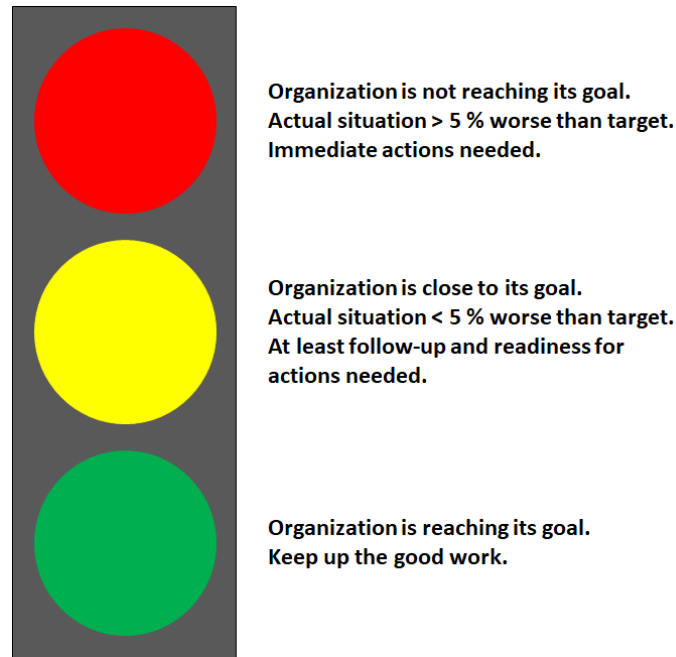 Organization is not reaching its goal.
Actual situation > 5 % worse than target.
Immediate actions needed.
Organization is close to its goal.
Actual situation < 5 % worse than target.
At least follow-up and readiness for
actions needed.
Organization is reaching its goal.
Keep up the good work.